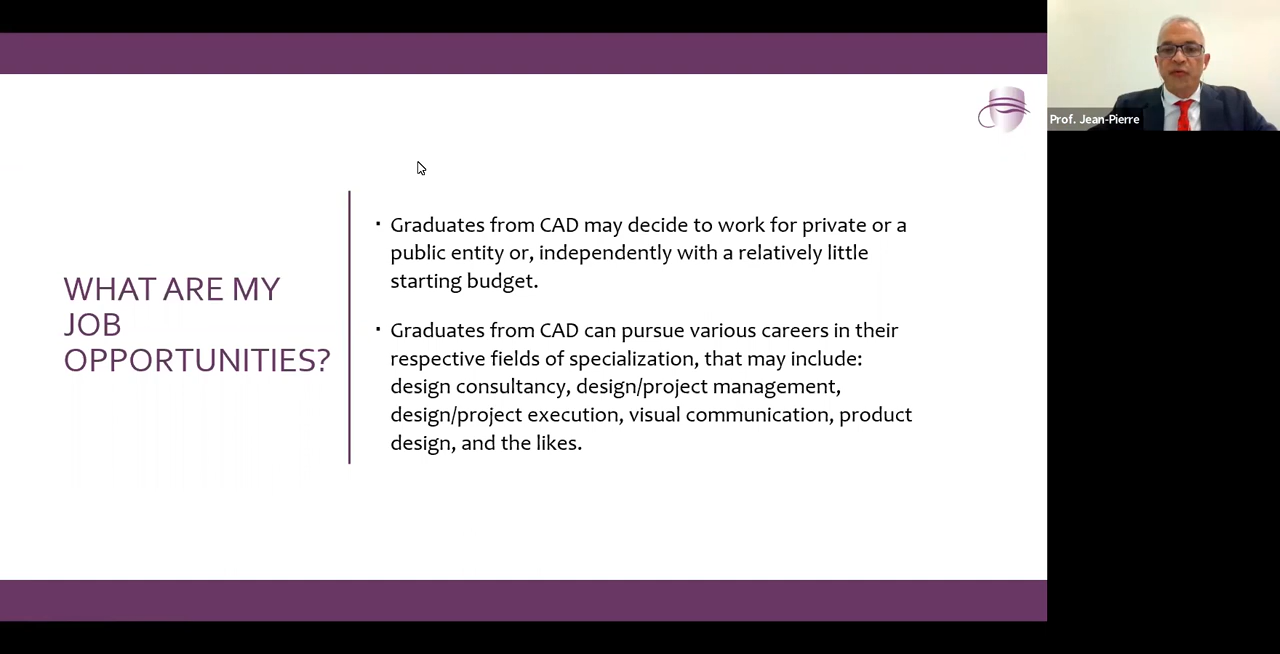 WHAT ARE MY
JOB
OPPORTUNITIES?
▪ Graduates from CAD may decide to work for private or a
public entity or, independently with a relatively little
starting budget.
▪ Graduates from CAD can pursue various careers in their
respective fields of specialization, that may include:
design consultancy, design/project management,
design/project execution, visual communication, product
design, and the likes.
Prof. Jean-Pierre